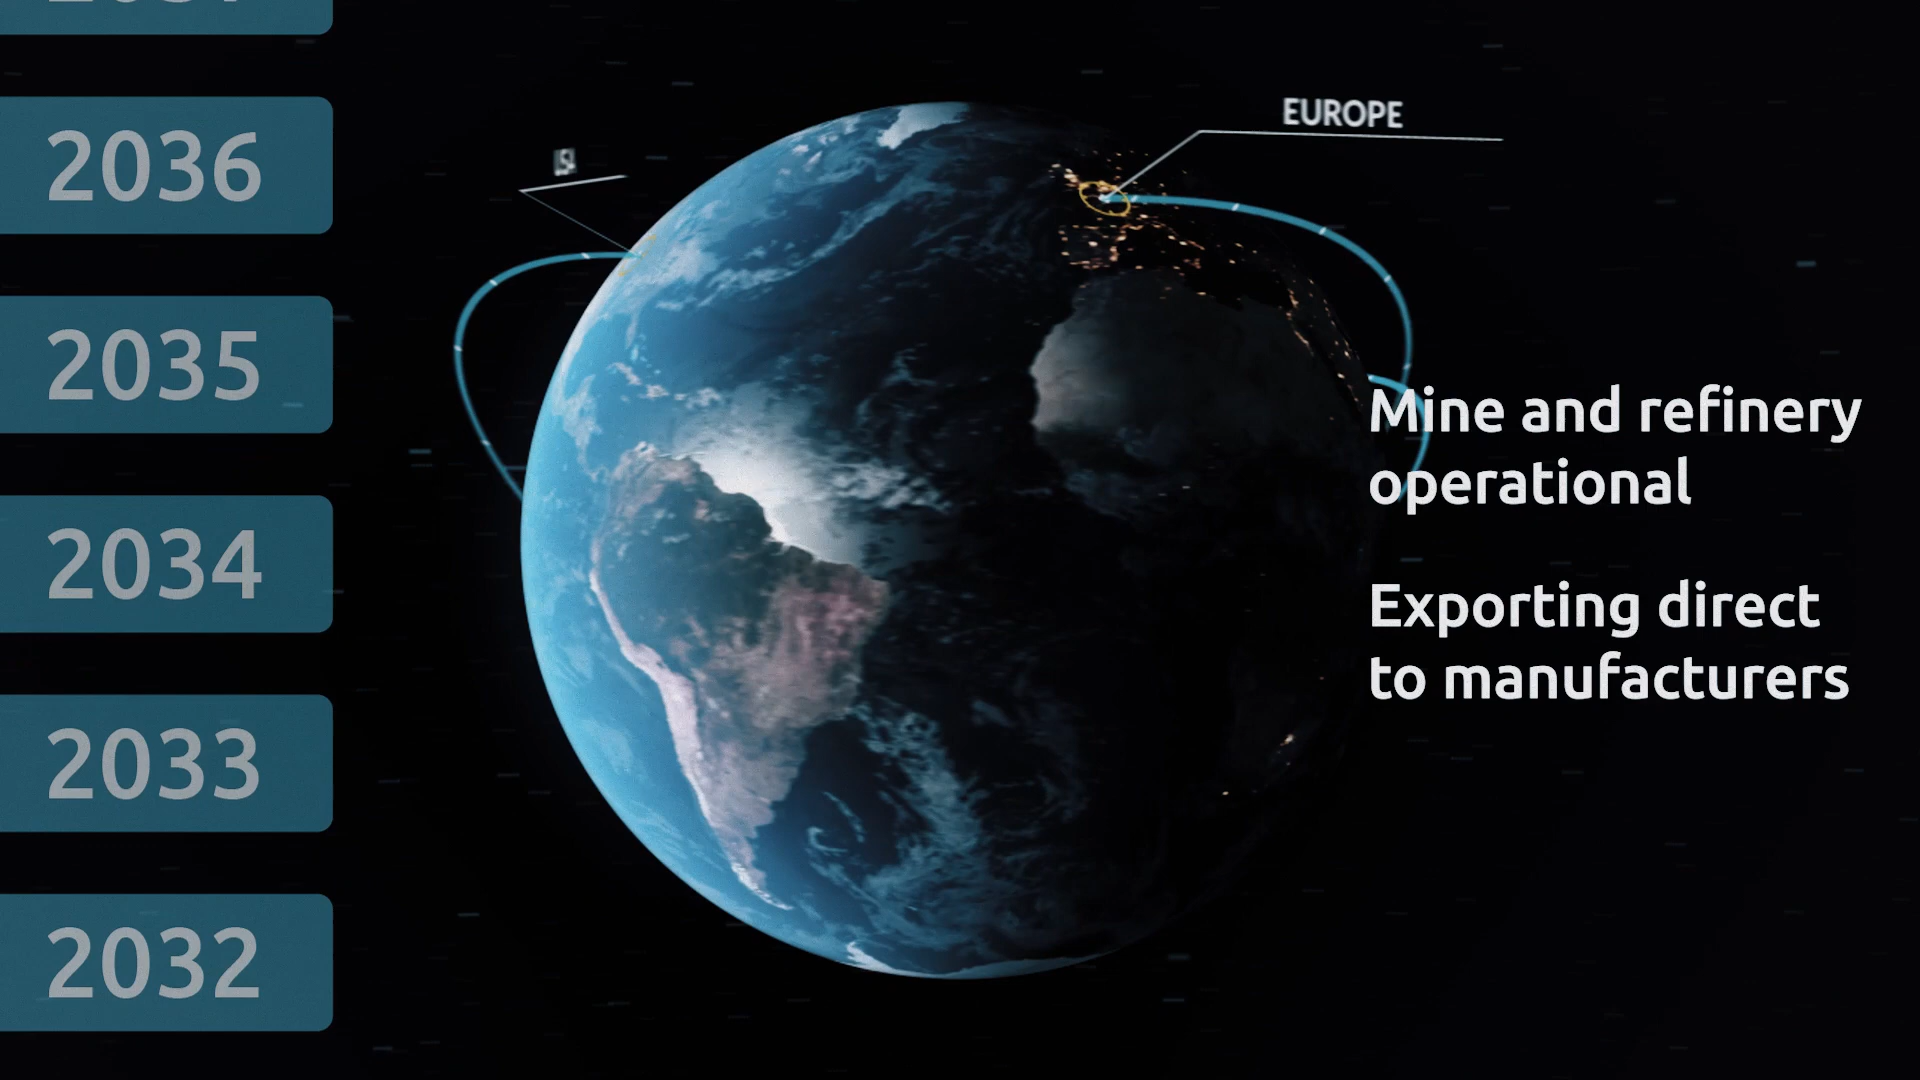 2036
2035
2034
2033
2032
EUROPE
Mine and refinery
operational
Exporting direct
to manufacturers